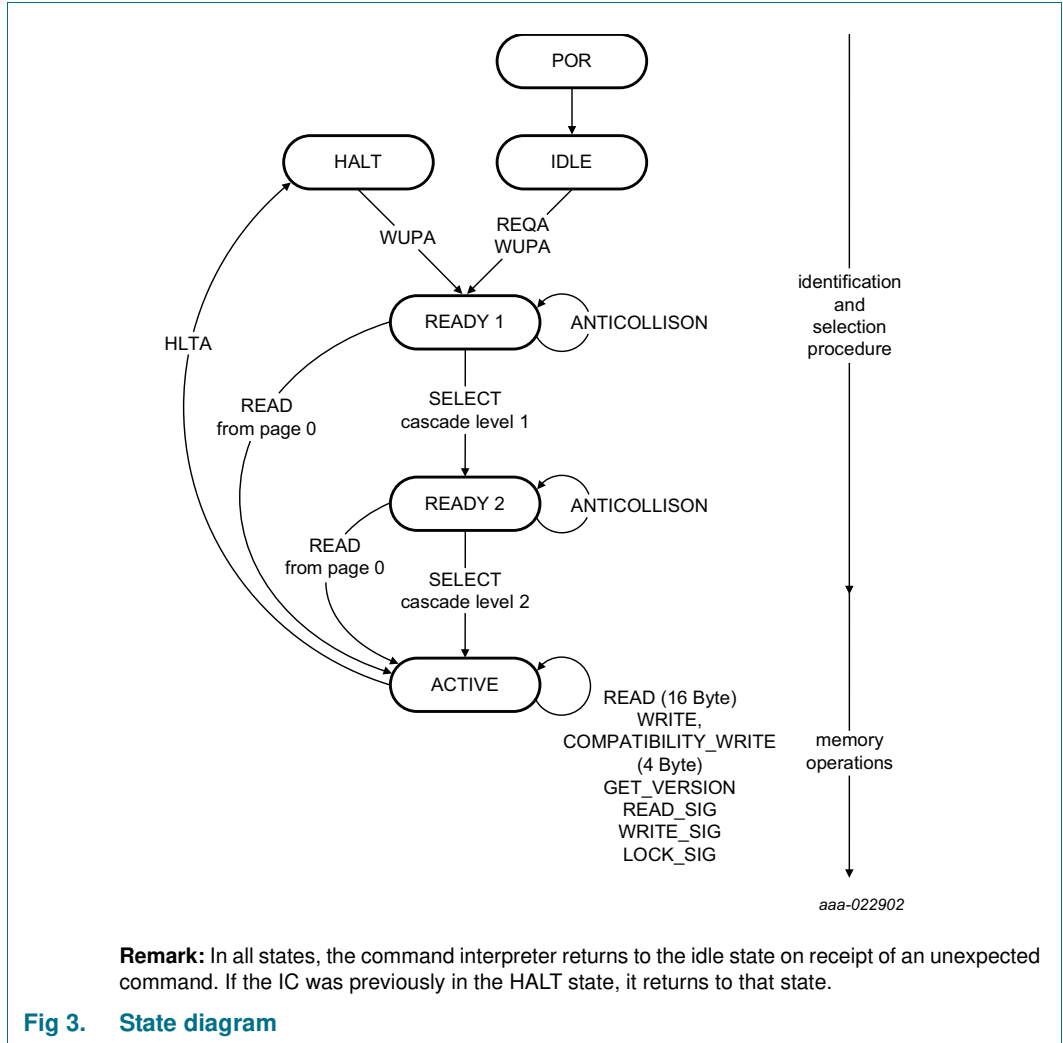 POR
HALT
IDLE
WUPA
REQA
WUPA
READY 1
ANTICOLLISON
identification
and
selection
procedure
HLTA
READ
from page 0
SELECT
cascade level 1
READY 2
ANTICOLLISON
READ
from page 0
SELECT
cascade level 2
ACTIVE
READ (16 Byte)
WRITE,
COMPATIBILITY_WRITE
(4 Byte)
GET_VERSION
READ_SIG
WRITE_SIG
LOCK_SIG
memory
operations
aaa-022902
Remark: In all states, the command interpreter returns to the idle state on receipt of an unexpected
command. If the IC was previously in the HALT state, it returns to that state.
Fig 3. State diagram